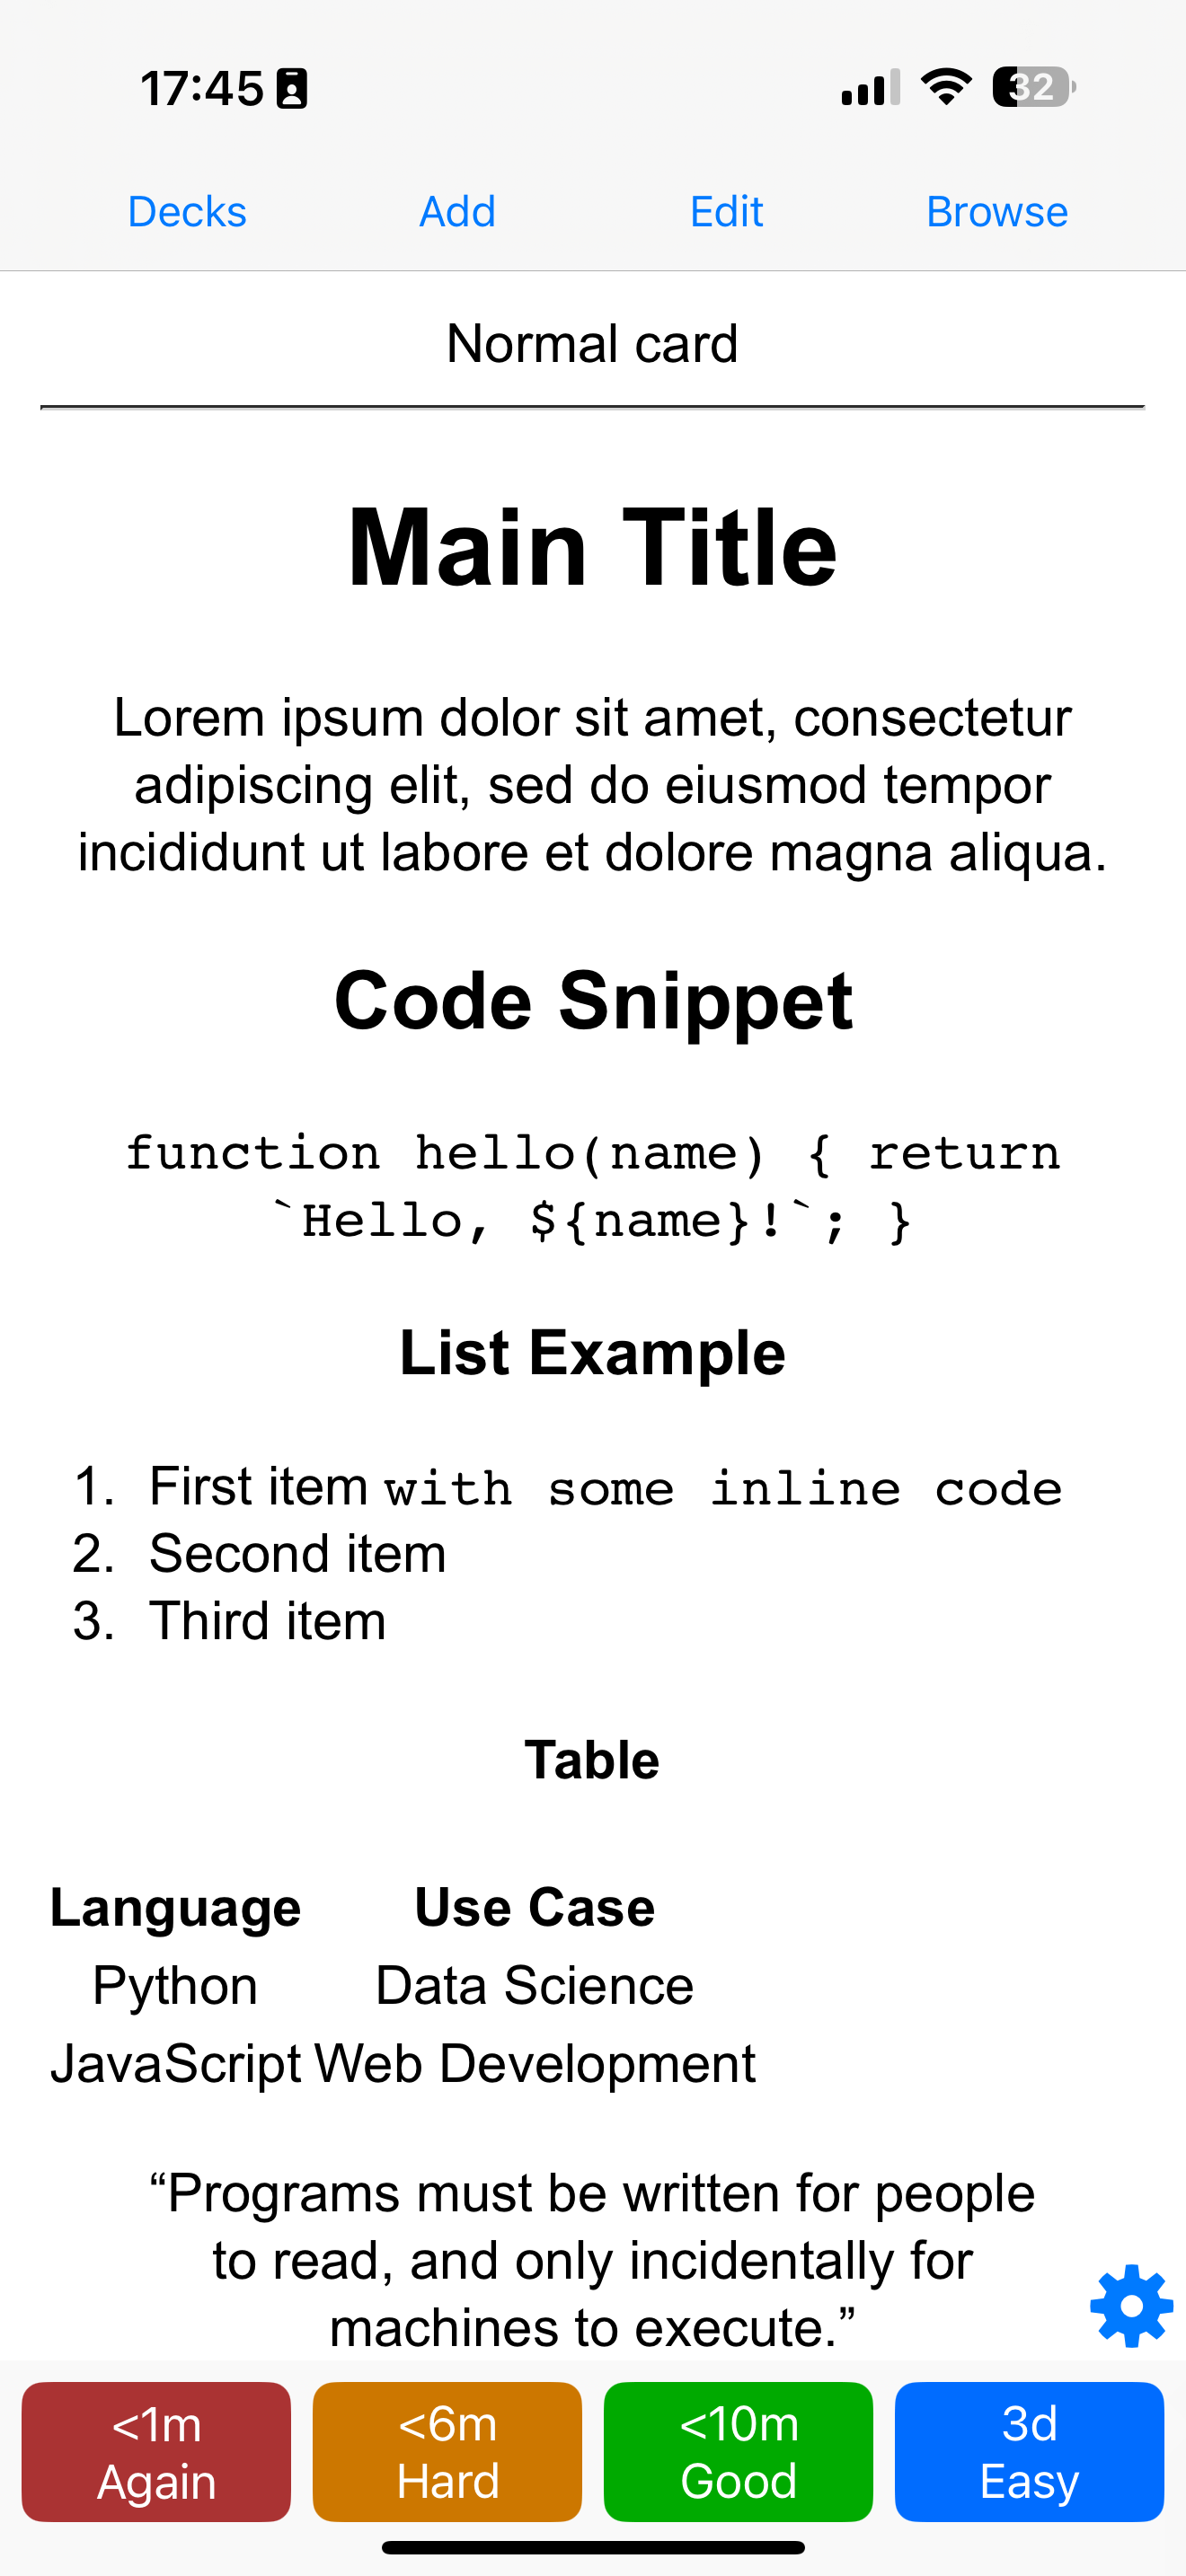 17:45
32
Decks Add Edit Browse
Normal card
Main Title
Lorem ipsum dolor sit amet, consectetur
adipiscing elit, sed do eiusmod tempor
incididunt ut labore et dolore magna aliqua.
Code Snippet
function hello(name) { return
`Hello, ${name}!`; }
List Example
1. First item with some inline code
2. Second item
3. Third item
Table
Language Use Case
Python Data Science
JavaScript Web Development
“Programs must be written for people
to read, and only incidentally for
machines to execute.”
<1m <6m <10m 3d
Again Hard Good Easy